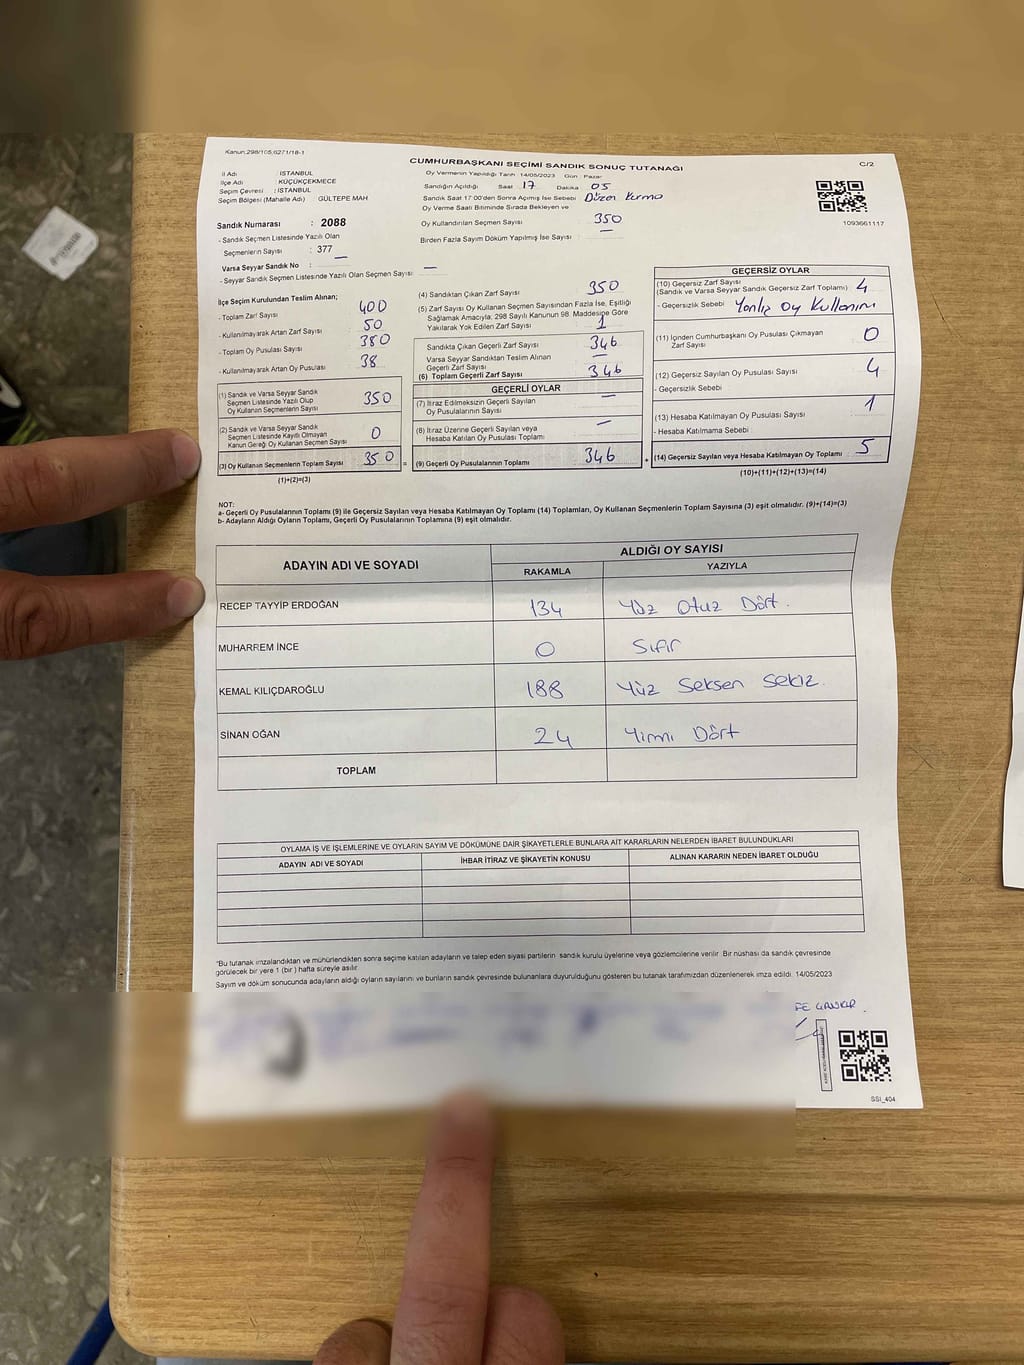 Kanun,298/105,6271/18-1
CUMHURBAŞKANI SEÇİMİ SANDIK SONUÇ TUTANAĞI
C/2
İl Adı : İSTANBUL
İlçe Adı : KÜÇÜKÇEKMECE
Seçim Çevresi : İSTANBUL
Seçim Bölgesi (Mahalle Adı) : GÜLTEPE MAH
Oy Vermenin Yapıldığı Tarih 14/05/2023 Gün : Pazar
Sandığın Açıldığı Saat 17 Dakika 05
Sandık Saat 17:00'den Sonra Açılmış İse Sebebi Düzen kurma
Oy Verme Saati Bitiminde Sırada Bekleyen ve
Oy Kullandırılan Seçmen Sayısı 350
Birden Fazla Sayım Döküm Yapılmış İse Sayısı : —
1093661117
Sandık Numarası : 2088
- Sandık Seçmen Listesinde Yazılı Olan
Seçmenlerin Sayısı : 377 —
Varsa Seyyar Sandık No : —
- Seyyar Sandık Seçmen Listesinde Yazılı Olan Seçmen Sayısı:
İlçe Seçim Kurulundan Teslim Alınan;
- Toplam Zarf Sayısı 400
- Kullanılmayarak Artan Zarf Sayısı 50
- Toplam Oy Pusulası Sayısı 380
- Kullanılmayarak Artan Oy Pusulası 38
(1) Sandık ve Varsa Seyyar Sandık
Seçmen Listesinde Yazılı Olup
Oy Kullanan Seçmenlerin Sayısı 350
(2) Sandık ve Varsa Seyyar Sandık
Seçmen Listesinde Kayıtlı Olmayan
Kanun Gereği Oy Kullanan Seçmen Sayısı 0
(3) Oy Kullanan Seçmenlerin Toplam Sayısı 350 =
(1)+(2)=(3)
(4) Sandıktan Çıkan Zarf Sayısı 350
(5) Zarf Sayısı Oy Kullanan Seçmen Sayısından Fazla İse, Eşitliği
Sağlamak Amacıyla; 298 Sayılı Kanunun 98. Maddesine Göre
Yakılarak Yok Edilen Zarf Sayısı 1
Sandıkta Çıkan Geçerli Zarf Sayısı 346
Varsa Seyyar Sandıktan Teslim Alınan
Geçerli Zarf Sayısı —
(6) Toplam Geçerli Zarf Sayısı 346
GEÇERLİ OYLAR
(7) İtiraz Edilmeksizin Geçerli Sayılan
Oy Pusulalarının Sayısı —
(8) İtiraz Üzerine Geçerli Sayılan veya
Hesaba Katılan Oy Pusulası Toplamı —
(9) Geçerli Oy Pusulalarının Toplamı 346 +
GEÇERSİZ OYLAR
(10) Geçersiz Zarf Sayısı
(Sandık ve Varsa Seyyar Sandık Geçersiz Zarf Toplamı) 4
- Geçersizlik Sebebi Yanlış Oy Kullanım
(11) İçinden Cumhurbaşkanı Oy Pusulası Çıkmayan
Zarf Sayısı 0
(12) Geçersiz Sayılan Oy Pusulası Sayısı 4
- Geçersizlik Sebebi
(13) Hesaba Katılmayan Oy Pusulası Sayısı 1
- Hesaba Katılmama Sebebi
(14) Geçersiz Sayılan veya Hesaba Katılmayan Oy Toplamı 5
(10)+(11)+(12)+(13)=(14)
NOT:
a- Geçerli Oy Pusulalarının Toplamı (9) ile Geçersiz Sayılan veya Hesaba Katılmayan Oy Toplamı (14) Toplamları, Oy Kullanan Seçmenlerin Toplam Sayısına (3) eşit olmalıdır. (9)+(14)=(3)
b- Adayların Aldığı Oyların Toplamı, Geçerli Oy Pusulalarının Toplamına (9) eşit olmalıdır.
ADAYIN ADI VE SOYADI
ALDIĞI OY SAYISI
RAKAMLA YAZIYLA
RECEP TAYYİP ERDOĞAN 134 Yüz Otuz Dört.
MUHARREM İNCE 0 Sıfır
KEMAL KILIÇDAROĞLU 188 Yüz Seksen Sekiz.
SİNAN OĞAN 24 Yirmi Dört
TOPLAM
OYLAMA İŞ VE İŞLEMLERİNE VE OYLARIN SAYIM VE DÖKÜMÜNE DAİR ŞİKAYETLERLE BUNLARA AİT KARARLARIN NELERDEN İBARET BULUNDUKLARI
ADAYIN ADI VE SOYADI İHBAR İTİRAZ VE ŞİKAYETİN KONUSU ALINAN KARARIN NEDEN İBARET OLDUĞU
*Bu tutanak imzalandıktan ve mühürlendikten sonra seçime katılan adayların ve talep eden siyasi partilerin sandık kurulu üyelerine veya gözlemcilerine verilir. Bir nüshası da sandık çevresinde
görülecek bir yere 1 (bir) hafta süreyle asılır.
Sayım ve döküm sonucunda adayların aldığı oyların sayılarını ve bunların sandık çevresinde bulunanlara duyurulduğunu gösteren bu tutanak tarafımızdan düzenlenerek imza edildi. 14/05/2023
SSI_404